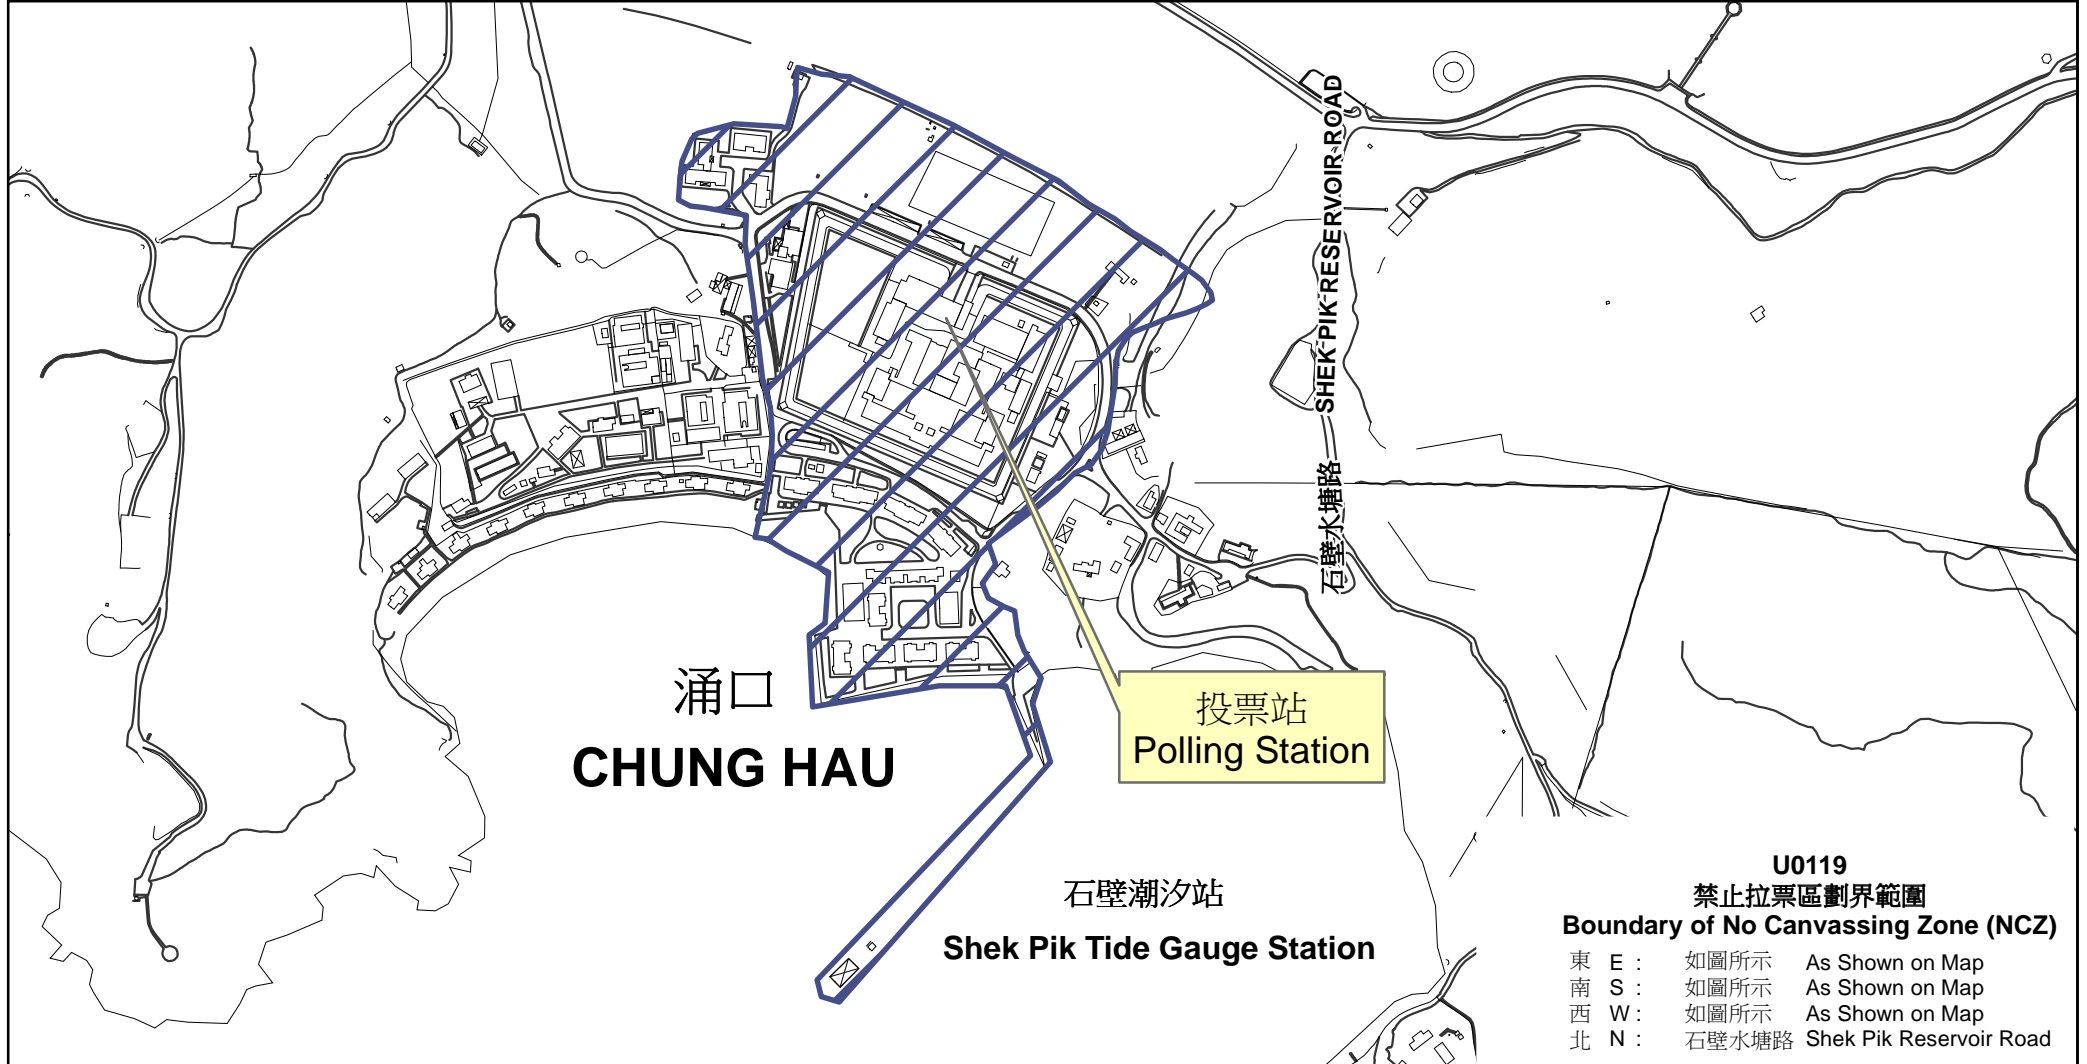 SHEK PIK RESERVOIR ROAD
石壁水塘路
涌口
CHUNG HAU
投票站
Polling Station
石壁潮汐站
Shek Pik Tide Gauge Station
U0119
禁止拉票區劃界範圍
Boundary of No Canvassing Zone (NCZ)
東 E : 如圖所示 As Shown on Map
南 S : 如圖所示 As Shown on Map
西 W : 如圖所示 As Shown on Map
北 N : 石壁水塘路 Shek Pik Reservoir Road